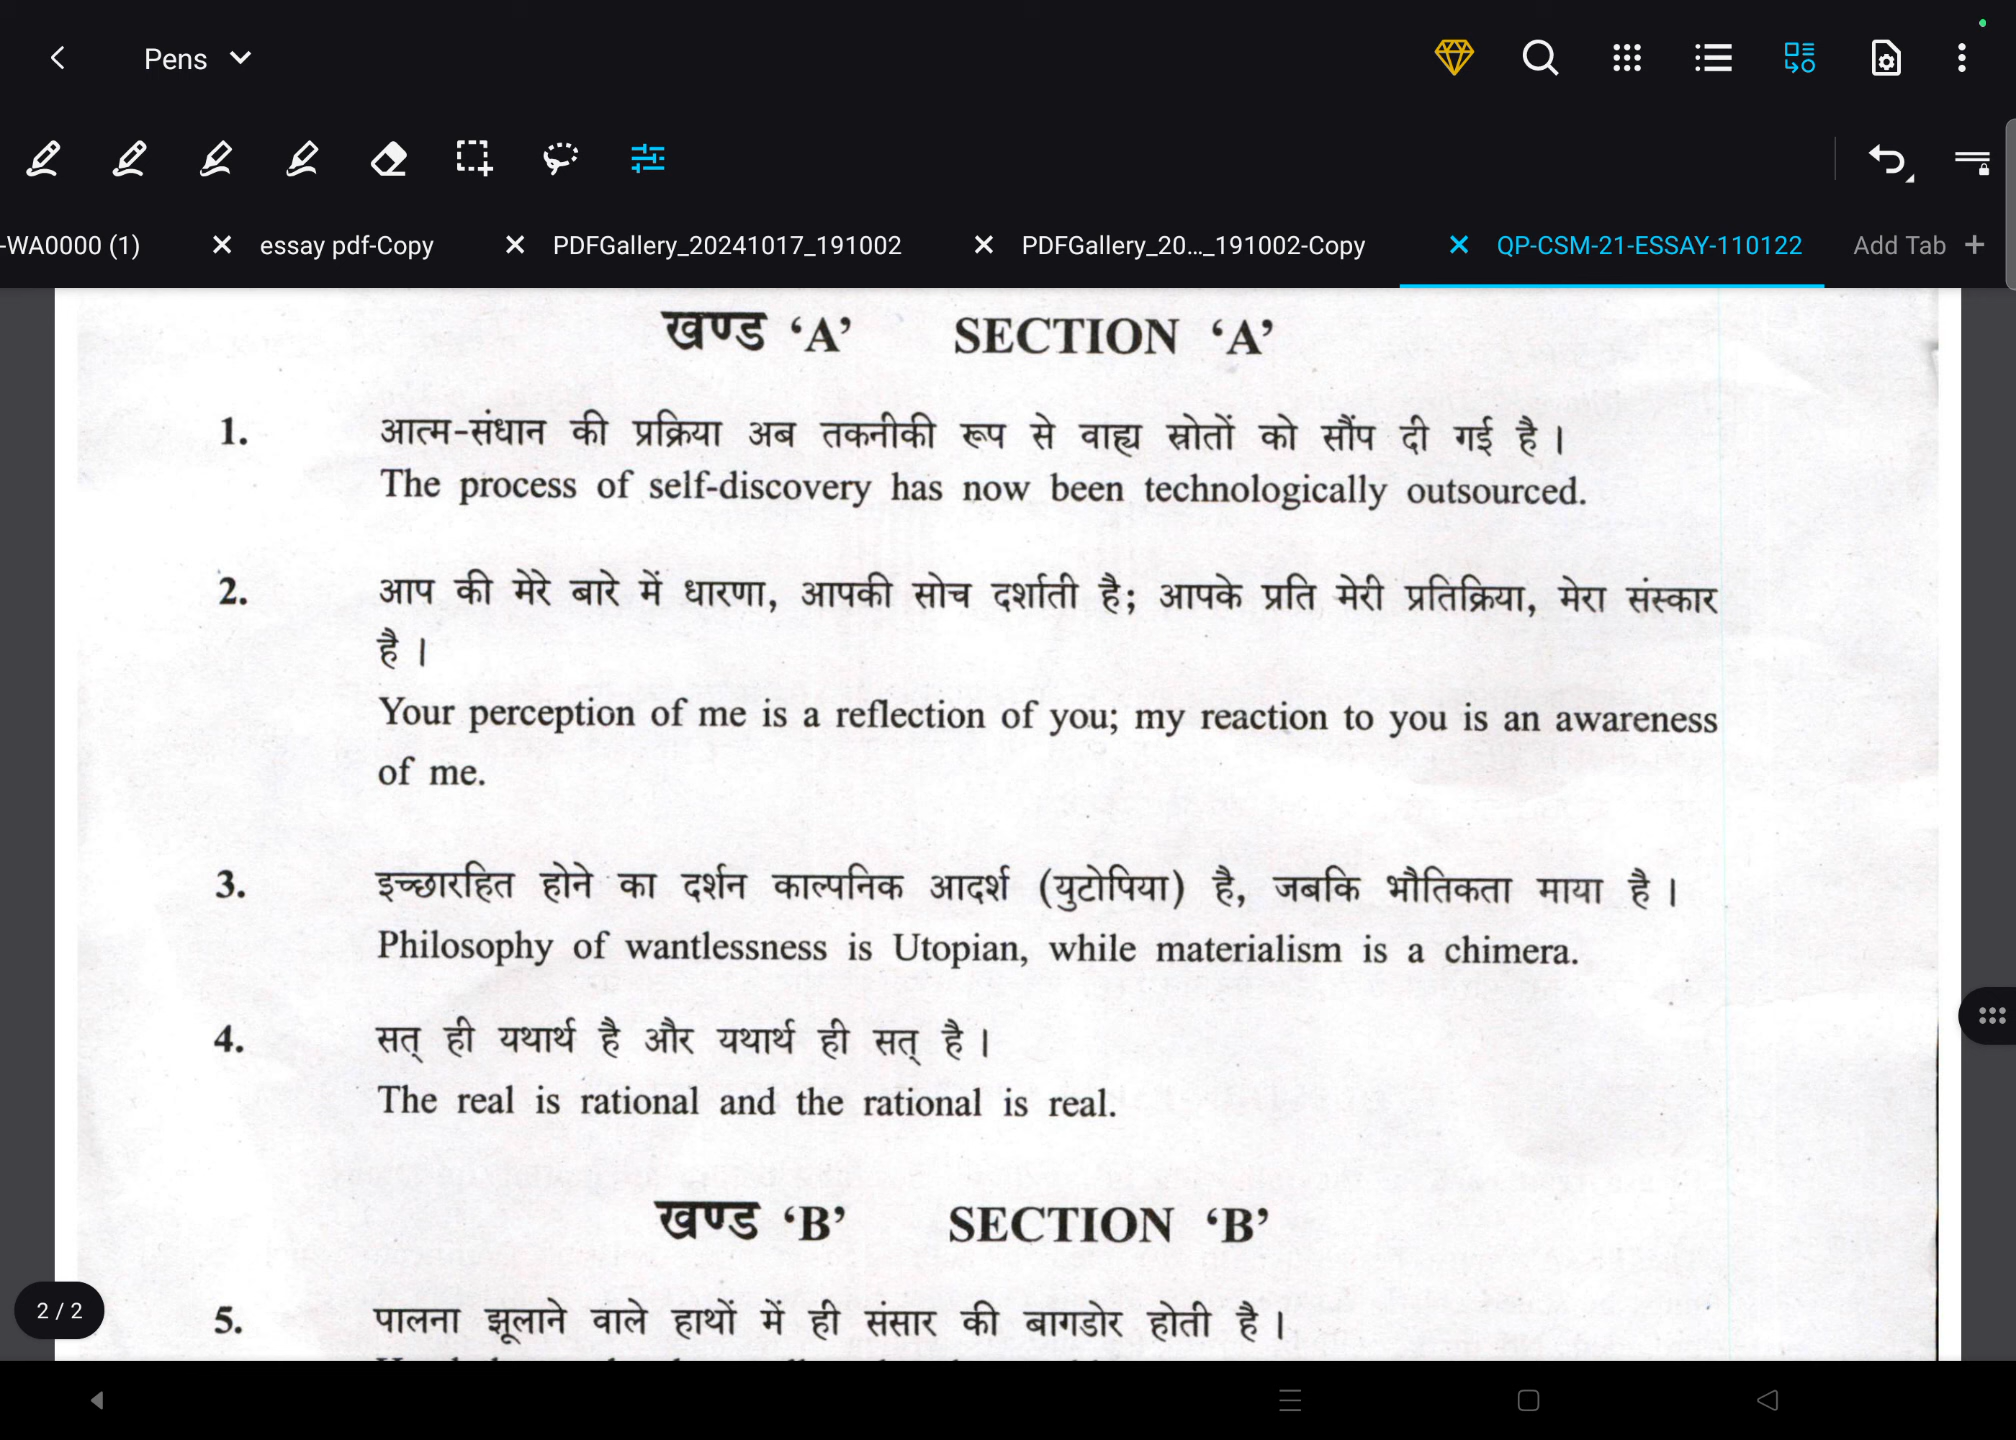 Pens
-WA0000 (1)
essay pdf-Copy
PDFGallery_20241017_191002
PDFGallery_20..._191002-Copy
QP-CSM-21-ESSAY-110122
Add Tab
खण्ड ‘A’ SECTION ‘A’
1. आत्म-संधान की प्रक्रिया अब तकनीकी रूप से वाह्य स्रोतों को सौंप दी गई है ।
The process of self-discovery has now been technologically outsourced.
2. आप की मेरे बारे में धारणा, आपकी सोच दर्शाती है; आपके प्रति मेरी प्रतिक्रिया, मेरा संस्कार
है ।
Your perception of me is a reflection of you; my reaction to you is an awareness
of me.
3. इच्छारहित होने का दर्शन काल्पनिक आदर्श (युटोपिया) है, जबकि भौतिकता माया है ।
Philosophy of wantlessness is Utopian, while materialism is a chimera.
4. सत् ही यथार्थ है और यथार्थ ही सत् है ।
The real is rational and the rational is real.
खण्ड ‘B’ SECTION ‘B’
2 / 2
5. पालना झूलाने वाले हाथों में ही संसार की बागडोर होती है ।